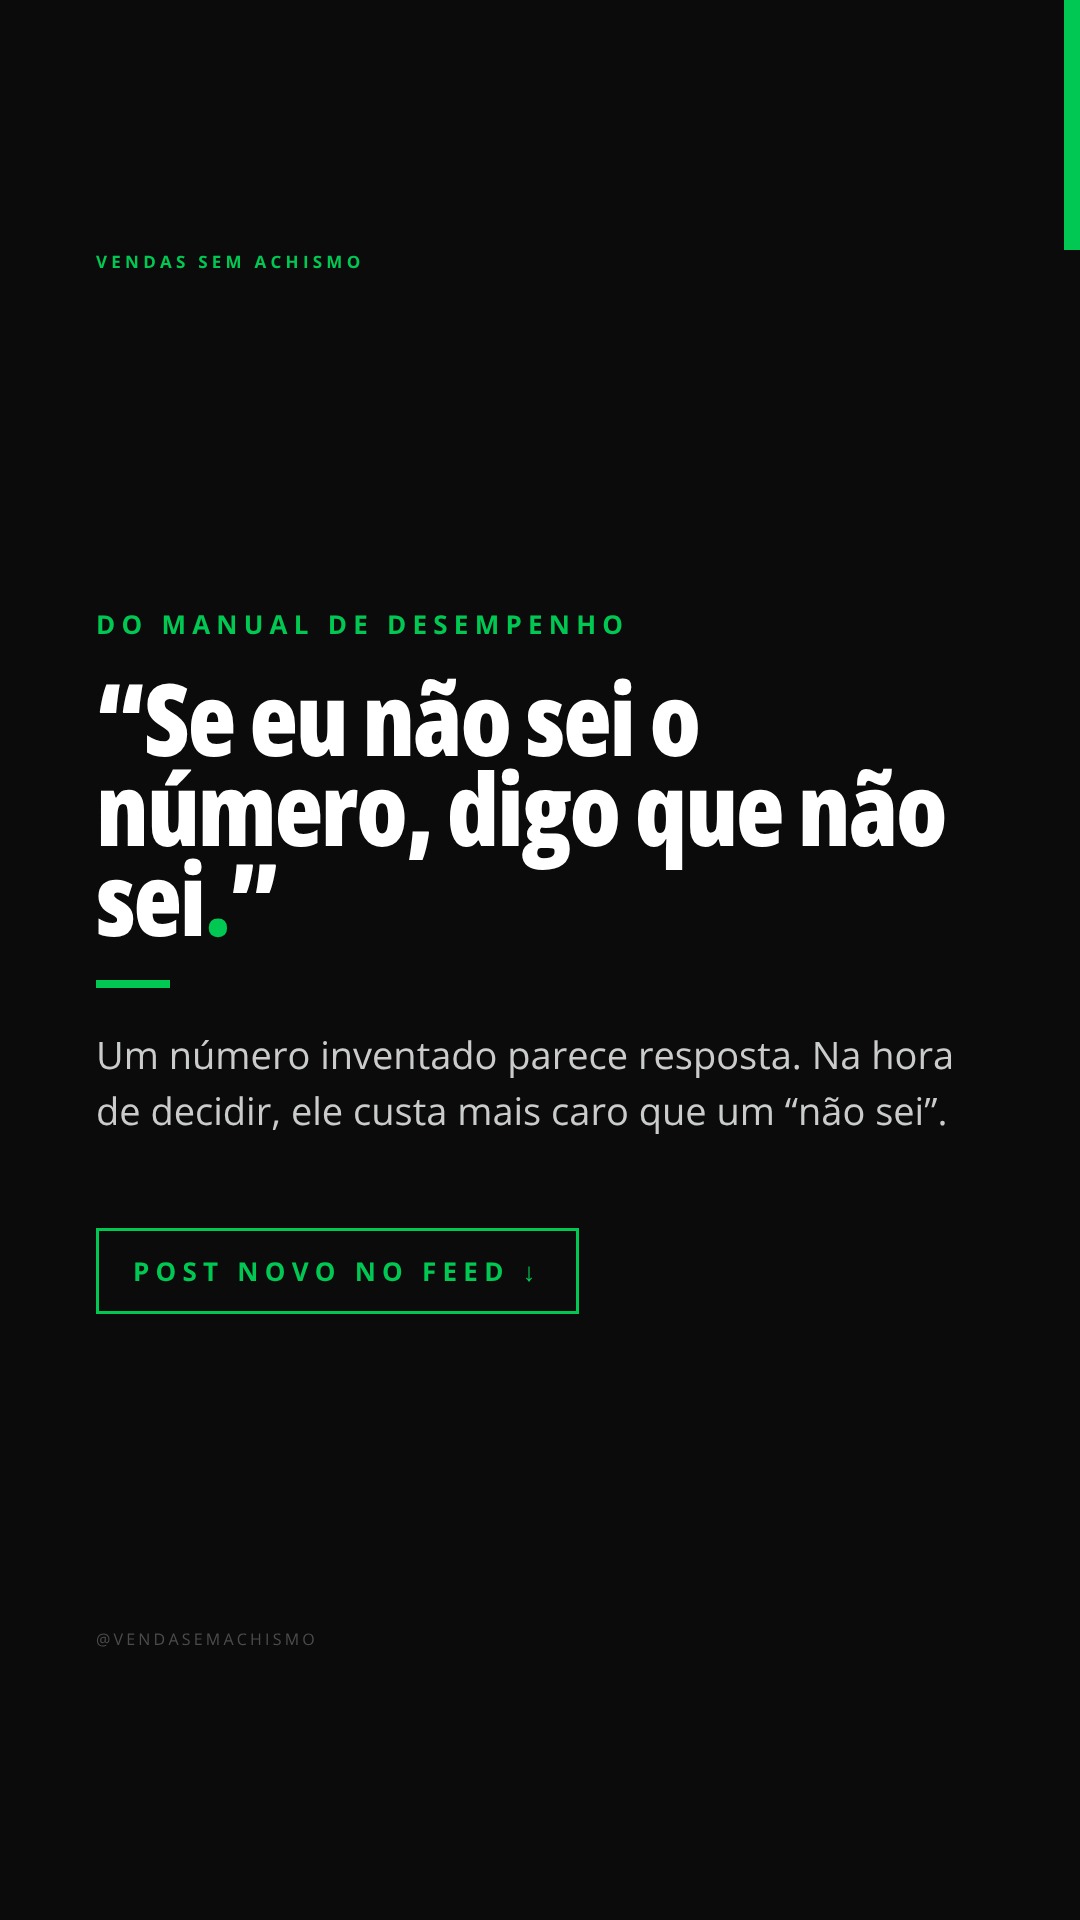 VENDAS SEM ACHISMO
DO MANUAL DE DESEMPENHO
“Se eu não sei o
número, digo que não
sei.”
Um número inventado parece resposta. Na hora
de decidir, ele custa mais caro que um “não sei”.
POST NOVO NO FEED ↓
@VENDASEMACHISMO